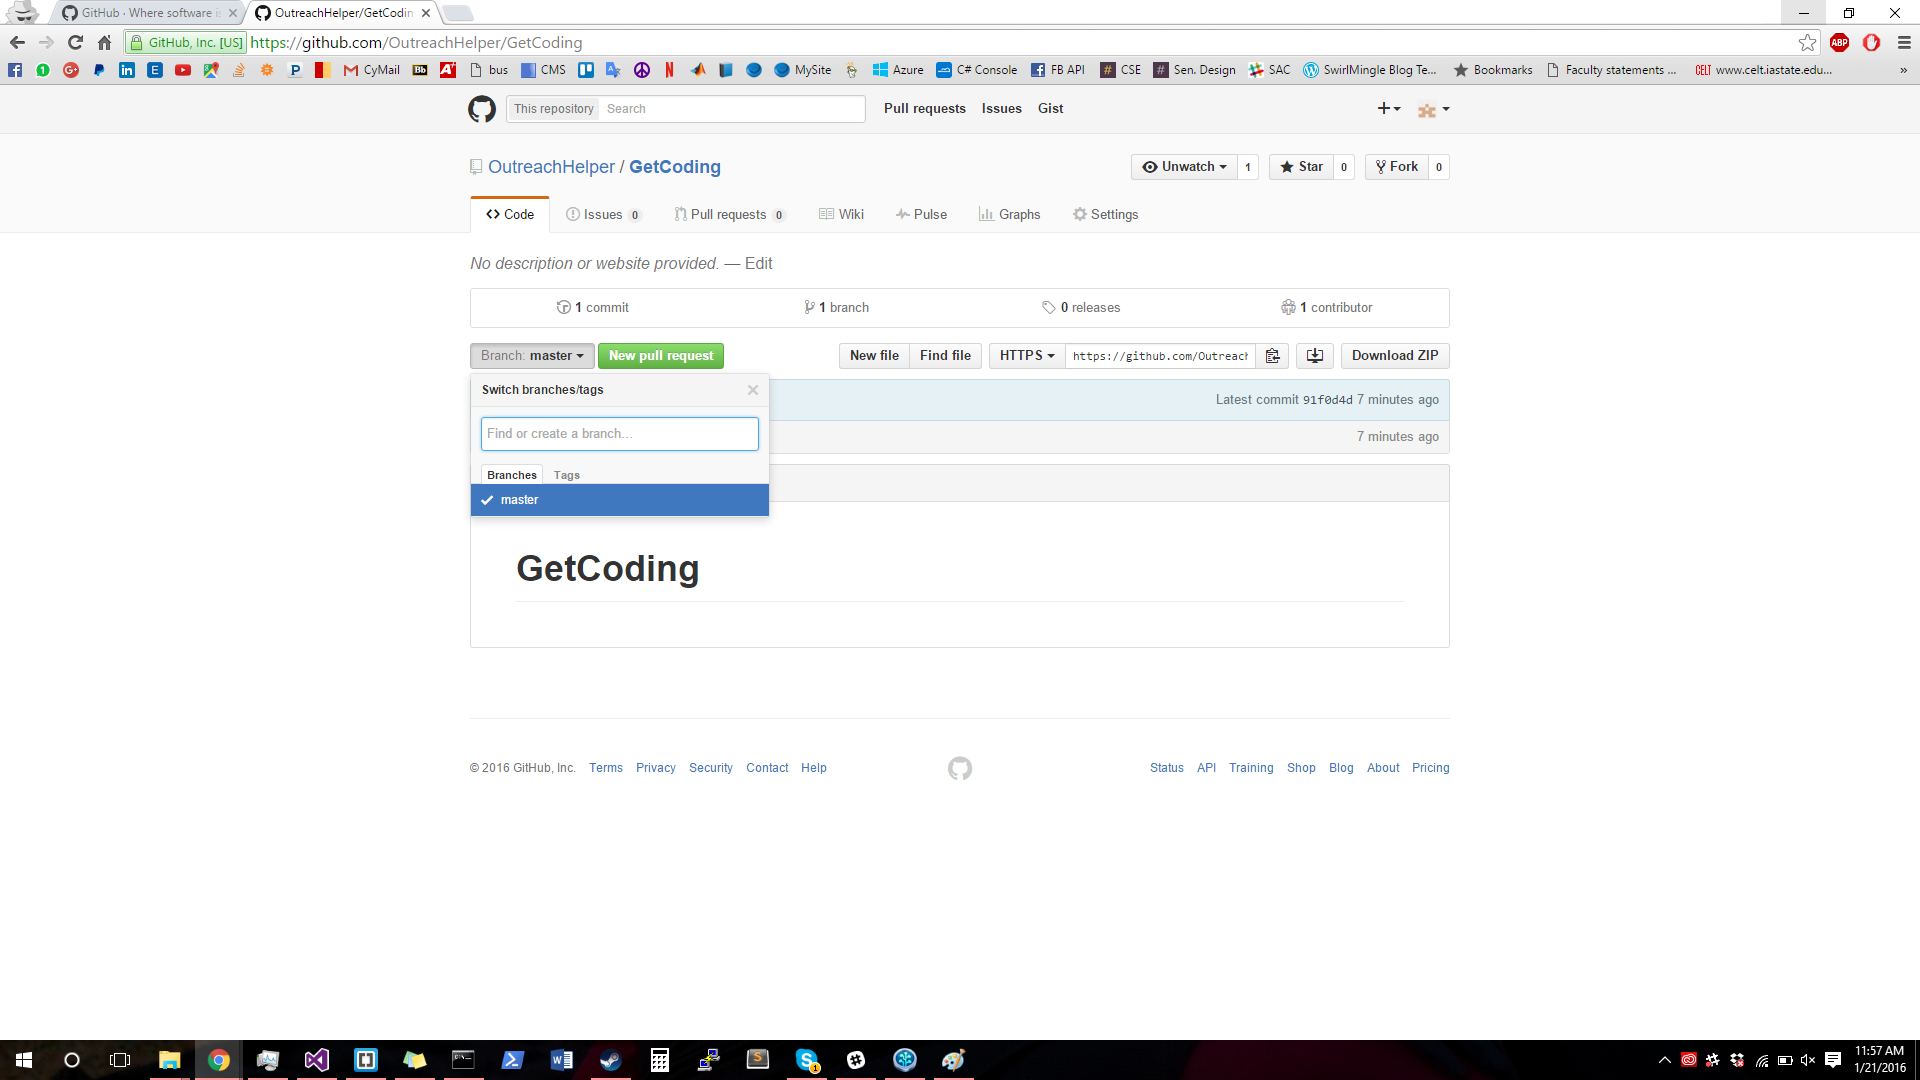 GitHub · Where software i
OutreachHelper/GetCodin
GitHub, Inc. [US] https://github.com/OutreachHelper/GetCoding
ABP
CyMail Bb bus CMS MySite Azure C# Console FB API CSE Sen. Design SAC SwirlMingle Blog Te... Bookmarks Faculty statements ... CELT www.celt.iastate.edu... »
This repository Search Pull requests Issues Gist
OutreachHelper / GetCoding
Unwatch 1 Star 0 Fork 0
Code Issues 0 Pull requests 0 Wiki Pulse Graphs Settings
No description or website provided. — Edit
1 commit 1 branch 0 releases 1 contributor
Branch: master New pull request New file Find file HTTPS https://github.com/Outreach Download ZIP
Switch branches/tags
Latest commit 91f0d4d 7 minutes ago
Find or create a branch...
7 minutes ago
Branches Tags
master
GetCoding
© 2016 GitHub, Inc. Terms Privacy Security Contact Help
Status API Training Shop Blog About Pricing
11:57 AM
1/21/2016